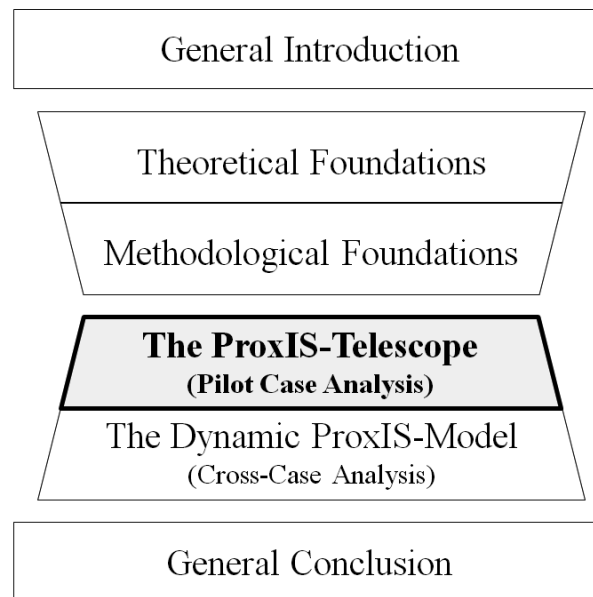 General Introduction
Theoretical Foundations
Methodological Foundations
The ProxIS-Telescope
(Pilot Case Analysis)
The Dynamic ProxIS-Model
(Cross-Case Analysis)
General Conclusion